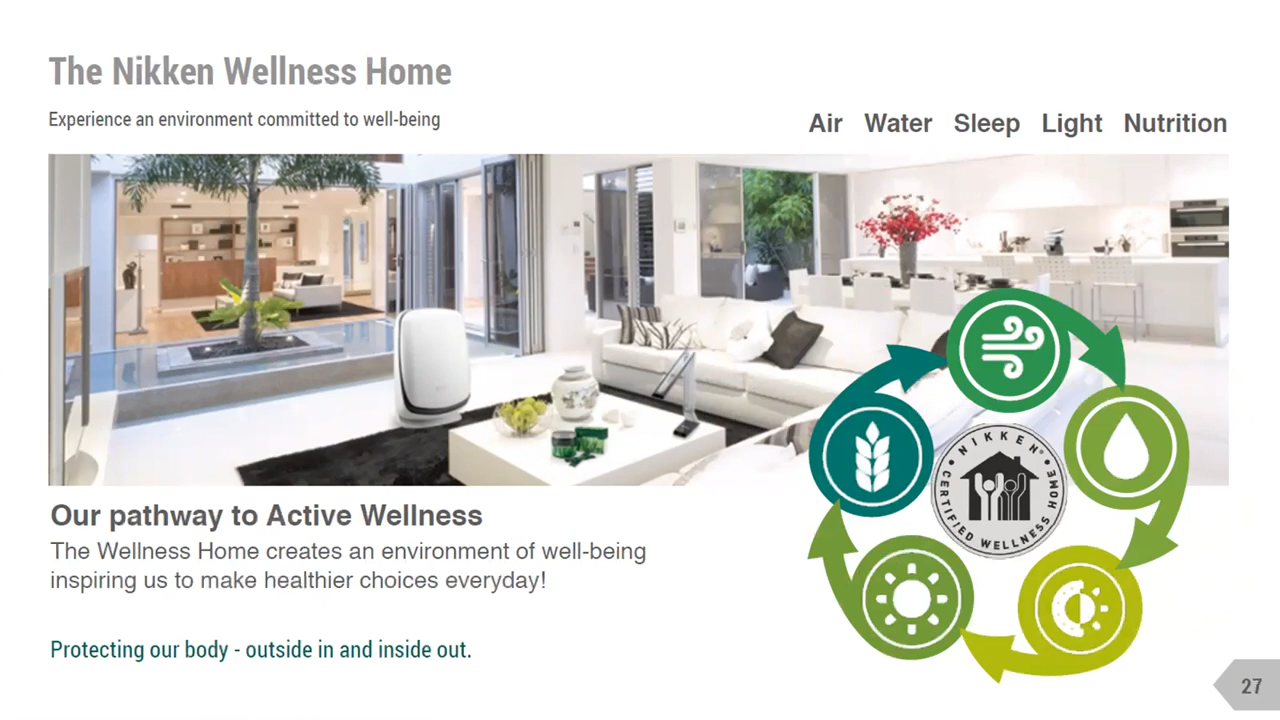 The Nikken Wellness Home
Experience an environment committed to well-being
Air Water Sleep Light Nutrition
NIKKEN®
CERTIFIED WELLNESS HOME
Our pathway to Active Wellness
The Wellness Home creates an environment of well-being
inspiring us to make healthier choices everyday!
Protecting our body - outside in and inside out.
27